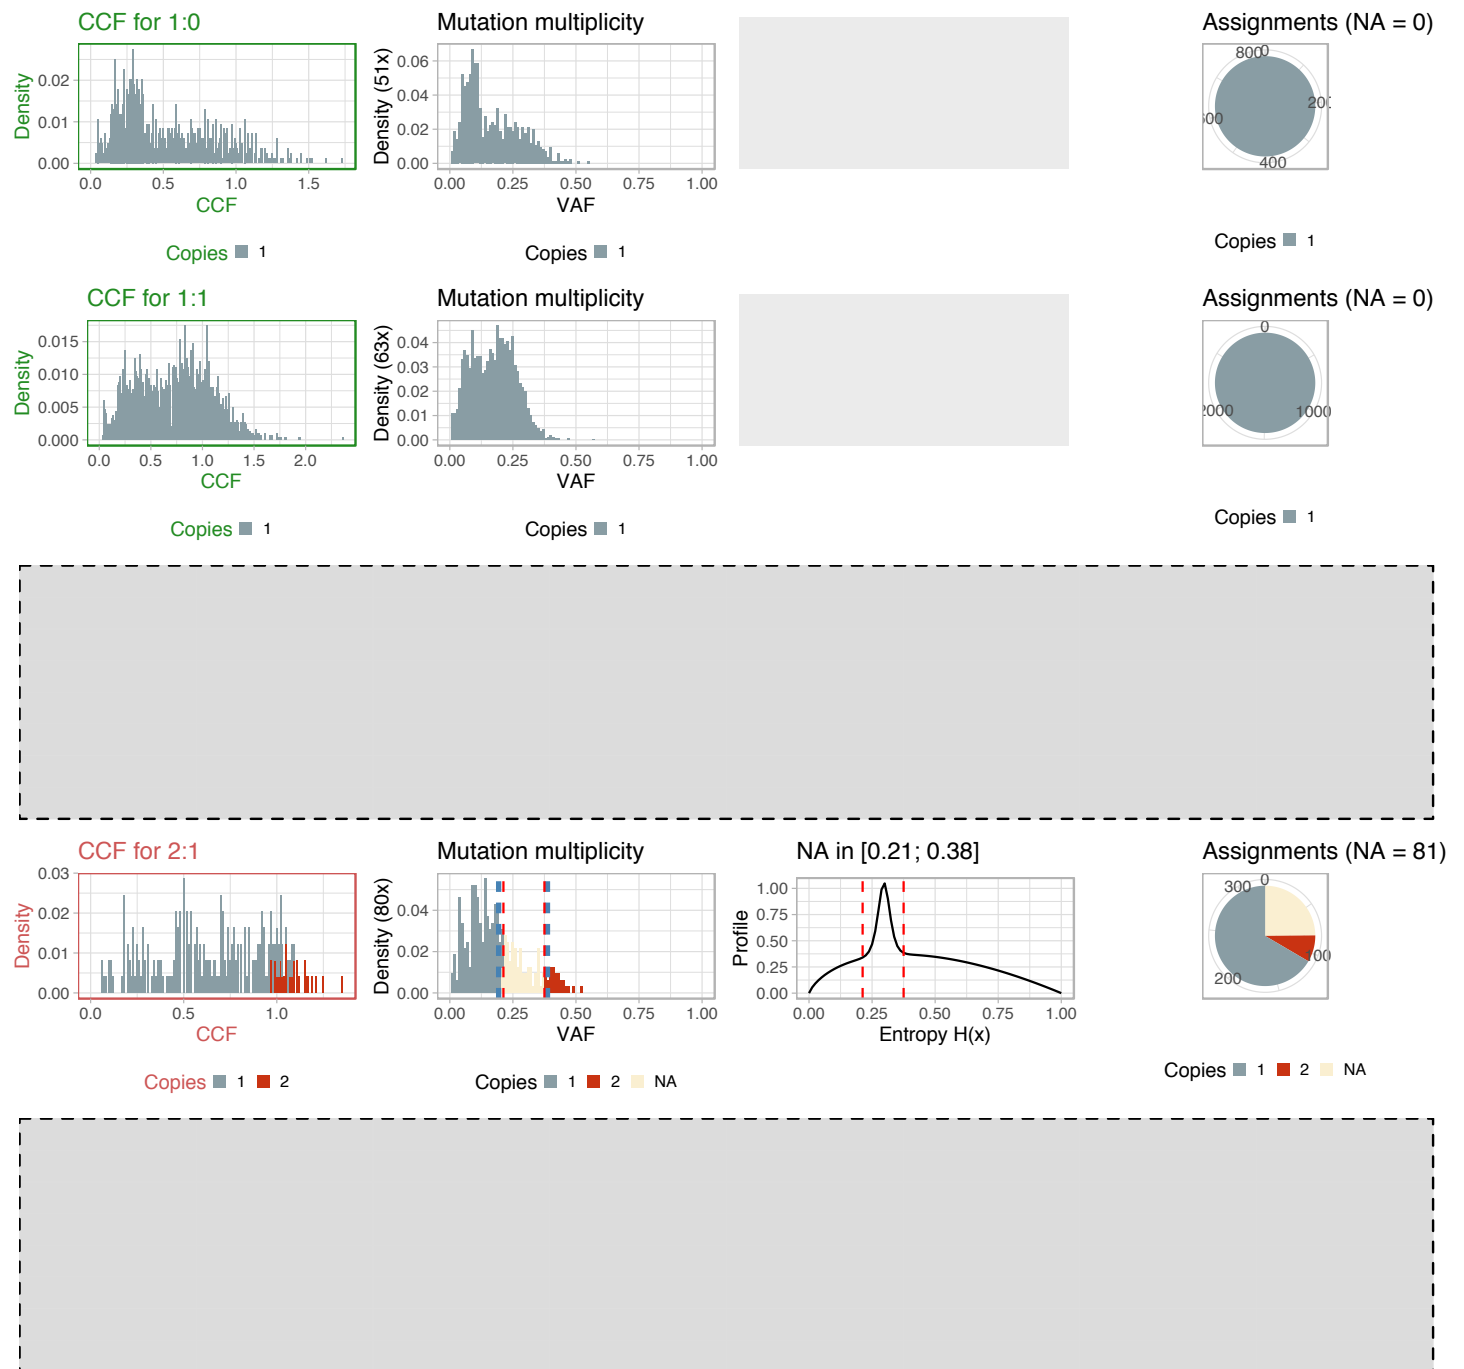 CCF for 1:0
Mutation multiplicity
Assignments (NA = 0)
Density
0.02
0.01
0.00
0.0 0.5 1.0 1.5
CCF
Copies 1
Density (51x)
0.06
0.04
0.02
0.00
0.00 0.25 0.50 0.75 1.00
VAF
Copies 1
800
0
400
Copies 1
CCF for 1:1
Mutation multiplicity
Assignments (NA = 0)
Density
0.015
0.010
0.005
0.000
0.0 0.5 1.0 1.5 2.0
CCF
Copies 1
Density (63x)
0.04
0.03
0.02
0.01
0.00
0.00 0.25 0.50 0.75 1.00
VAF
Copies 1
0
1000
Copies 1
CCF for 2:1
Mutation multiplicity
NA in [0.21; 0.38]
Assignments (NA = 81)
Density
0.03
0.02
0.01
0.00
0.0 0.5 1.0
CCF
Copies 1 2
Density (80x)
0.04
0.02
0.00
0.00 0.25 0.50 0.75 1.00
VAF
Copies 1 2 NA
Profile
1.00
0.75
0.50
0.25
0.00
0.00 0.25 0.50 0.75 1.00
Entropy H(x)
300
0
100
200
Copies 1 2 NA